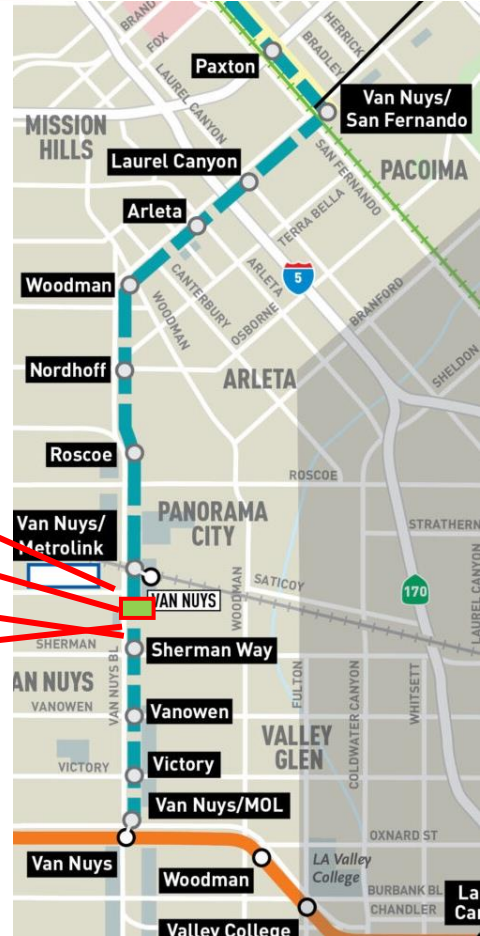 BRAND
FOX
HERRICK
BRADLEY
Paxton
LAUREL CANYON
Van Nuys/
San Fernando
MISSION
HILLS
SAN FERNANDO
PACOIMA
Laurel Canyon
Arleta
TERRA BELLA
ARLETA
5
CANTERBURY
Woodman
WOODMAN
OSBORNE
BRANFORD
Nordhoff
ARLETA
SHELDON
Roscoe
ROSCOE
PANORAMA
CITY
STRATHERN
Van Nuys/
Metrolink
SATICOY
170
VAN NUYS
WOODMAN
LAUREL CANYON
SHERMAN
Sherman Way
VAN NUYS BL
AN NUYS
VANOWEN
Vanowen
FULTON
COLDWATER CANYON
WHITSETT
VALLEY
GLEN
VICTORY
Victory
Van Nuys/MOL
OXNARD ST
Van Nuys
Woodman
LA Valley
College
BURBANK BL
CHANDLER
La
Can
Valley College